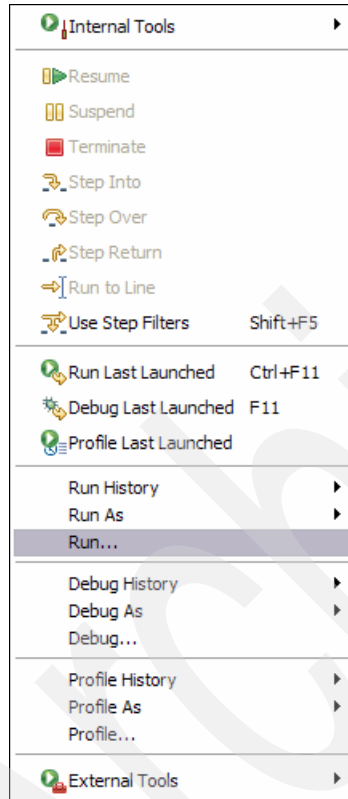 Internal Tools
Resume
Suspend
Terminate
Step Into
Step Over
Step Return
Run to Line
Use Step Filters Shift+F5
Run Last Launched Ctrl+F11
Debug Last Launched F11
Profile Last Launched
Run History
Run As
Run...
Debug History
Debug As
Debug...
Profile History
Profile As
Profile...
External Tools